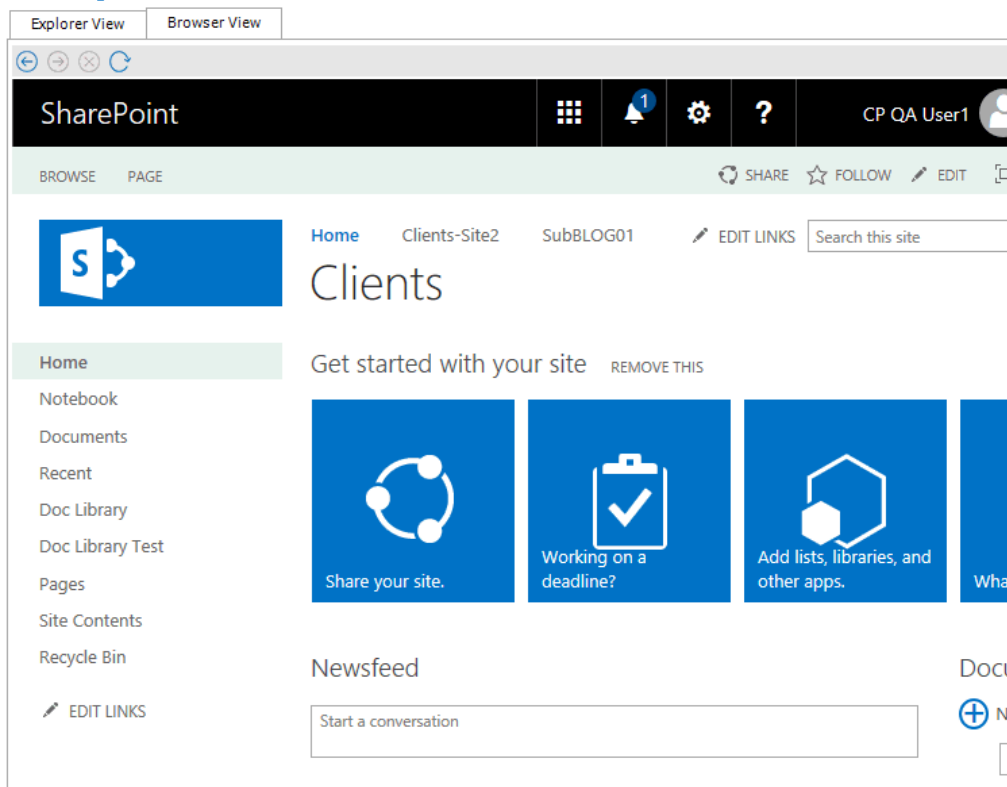 Explorer View Browser View
SharePoint 1 ? CP QA User1
BROWSE PAGE SHARE FOLLOW EDIT
S
Home Clients-Site2 SubBLOG01 EDIT LINKS Search this site
Clients
Home
Notebook
Documents
Recent
Doc Library
Doc Library Test
Pages
Site Contents
Recycle Bin
EDIT LINKS
Get started with your site REMOVE THIS
Share your site.
Working on a
deadline?
Add lists, libraries, and
other apps.
Newsfeed
Start a conversation